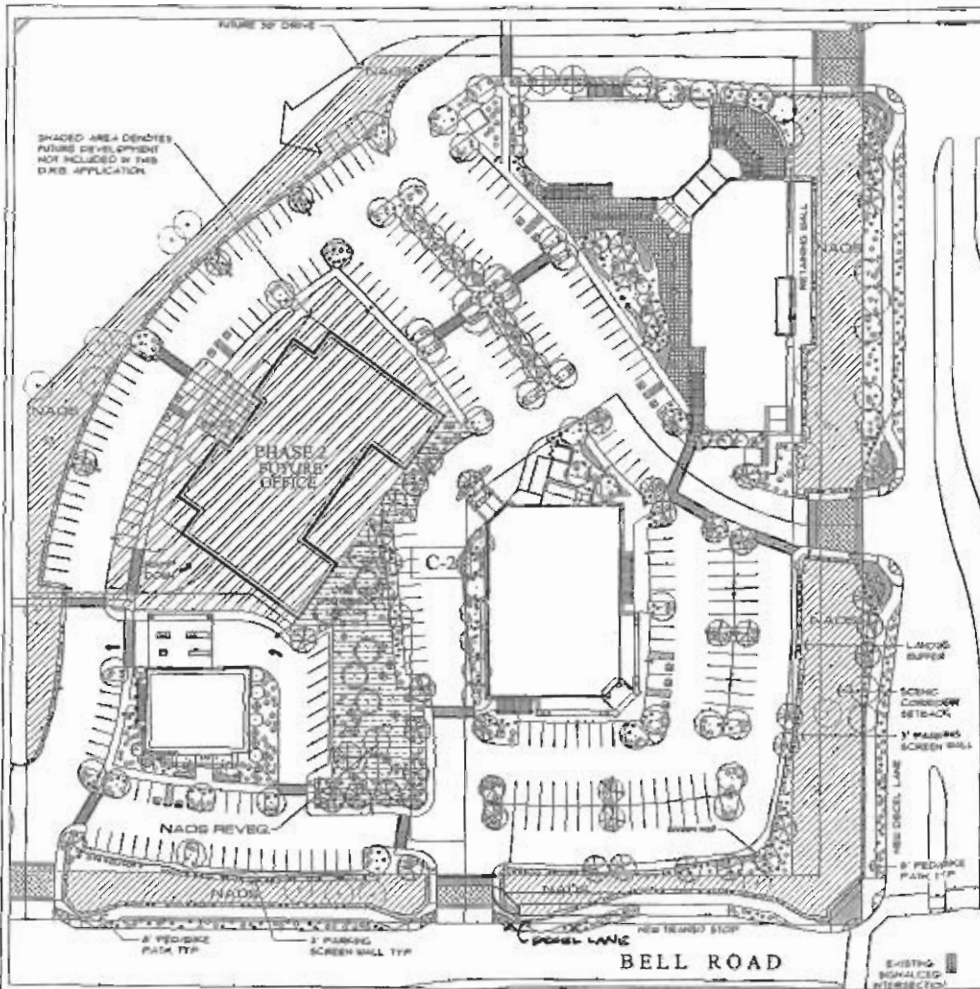 FUTURE 30' DRIVE
NAOS
SHADED AREA DENOTES
FUTURE DEVELOPMENT
NOT INCLUDED IN THIS
D.R.B. APPLICATION.
RETAINING WALL
NAOS
NAOS
PHASE 2
FUTURE
OFFICE
C-2
NAOS
LANDSC
BUFFER
SCENIC
CORRIDOR
SETBACK
3' PARKING
SCREEN WALL
NEW DECEL LANE
NAOS REVEG.
8' PED/BIKE
PATH TYP
NAOS
NAOS
8' PED/BIKE
PATH TYP
3' PARKING
SCREEN WALL TYP
DECEL LANE
NEW TRANSIT STOP
BELL ROAD
EXISTING
SIGNALIZED
INTERSECTION